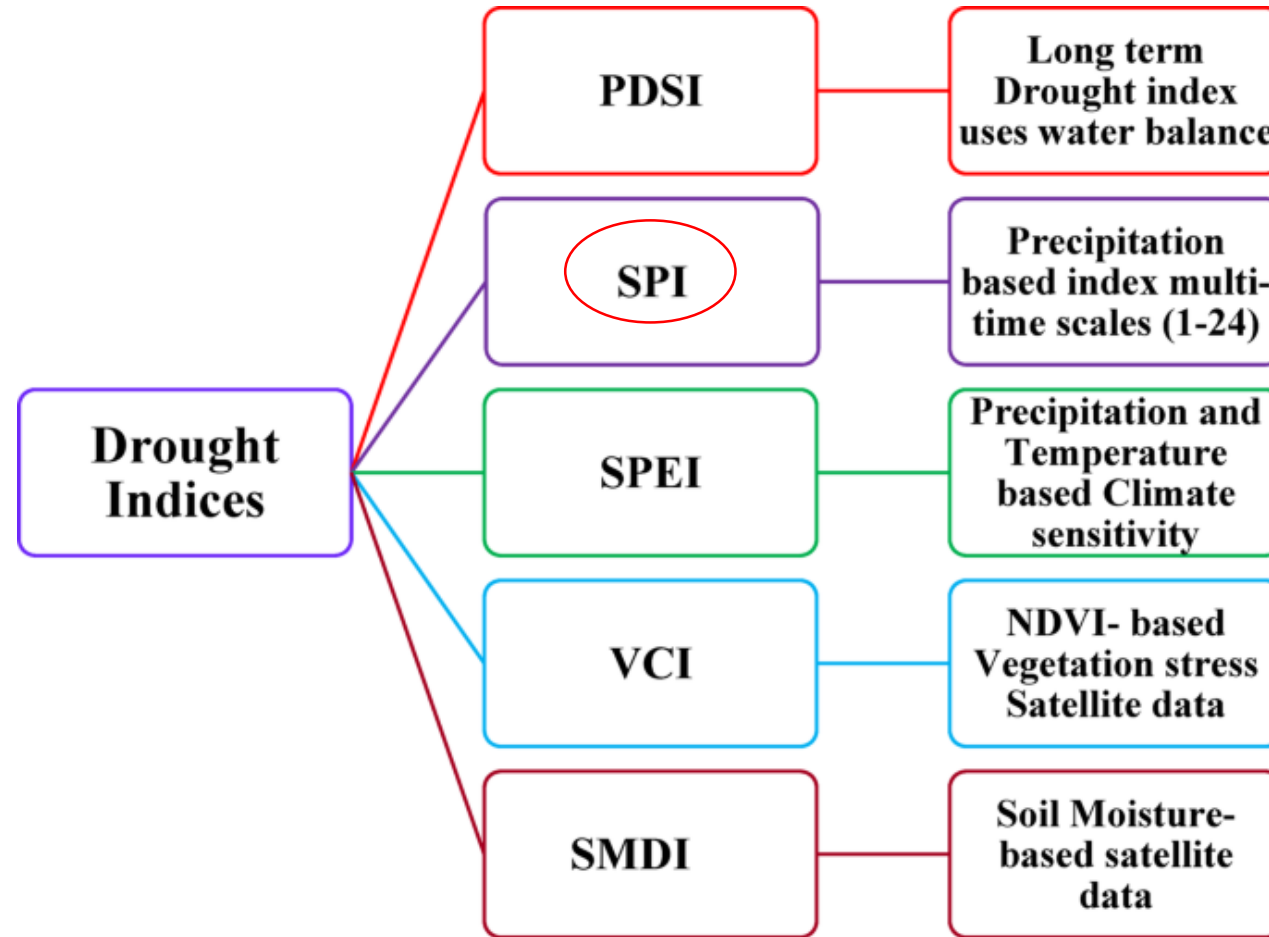 Drought
Indices
PDSI
Long term
Drought index
uses water balance
SPI
Precipitation
based index multi-
time scales (1-24)
SPEI
Precipitation and
Temperature
based Climate
sensitivity
VCI
NDVI- based
Vegetation stress
Satellite data
SMDI
Soil Moisture-
based satellite
data